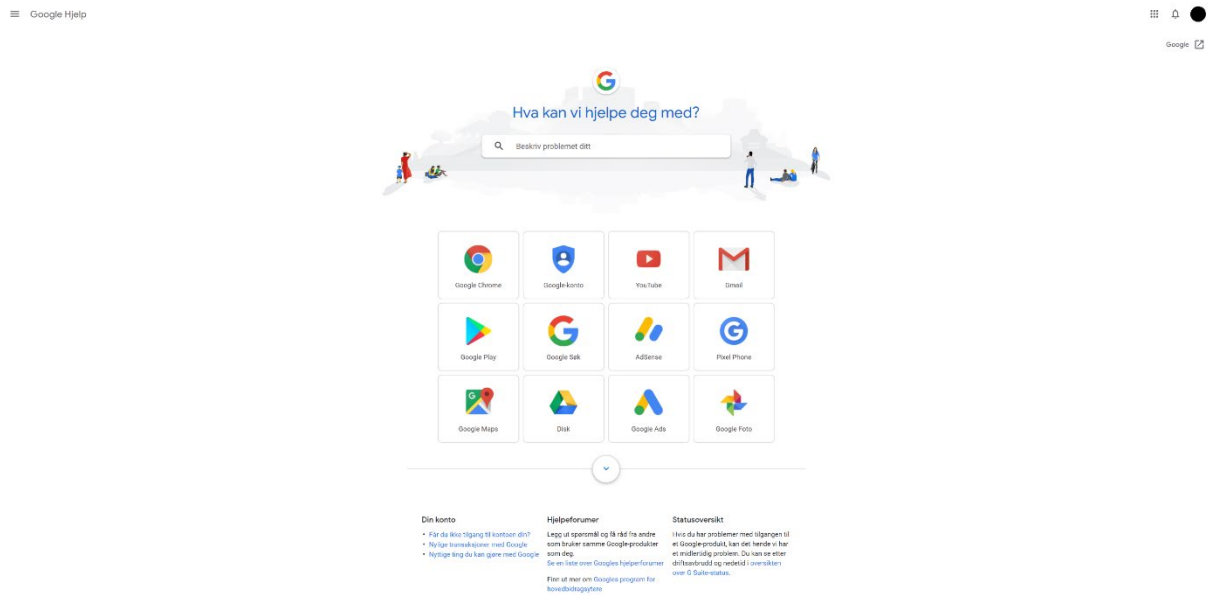 Google Hjelp
Google
Hva kan vi hjelpe deg med?
Beskriv problemet ditt
Google Chrome
Google-konto
YouTube
Gmail
Google Play
Google Søk
AdSense
Pixel Phone
Google Maps
Disk
Google Ads
Google Foto
Din konto
Får du ikke tilgang til kontoen din?
Nylige transaksjoner med Google
Nyttige ting du kan gjøre med Google
Hjelpeforumer
Legg ut spørsmål og få råd fra andre
som bruker samme Google-produkter
som deg.
Se en liste over Googles hjelperforumer
Finn ut mer om Googles program for
hovedbidragsytere
Statusoversikt
Hvis du har problemer med tilgangen til
et Google-produkt, kan det hende vi har
et midlertidig problem. Du kan se etter
driftsavbrudd og nedetid i oversikten
over G Suite-status.